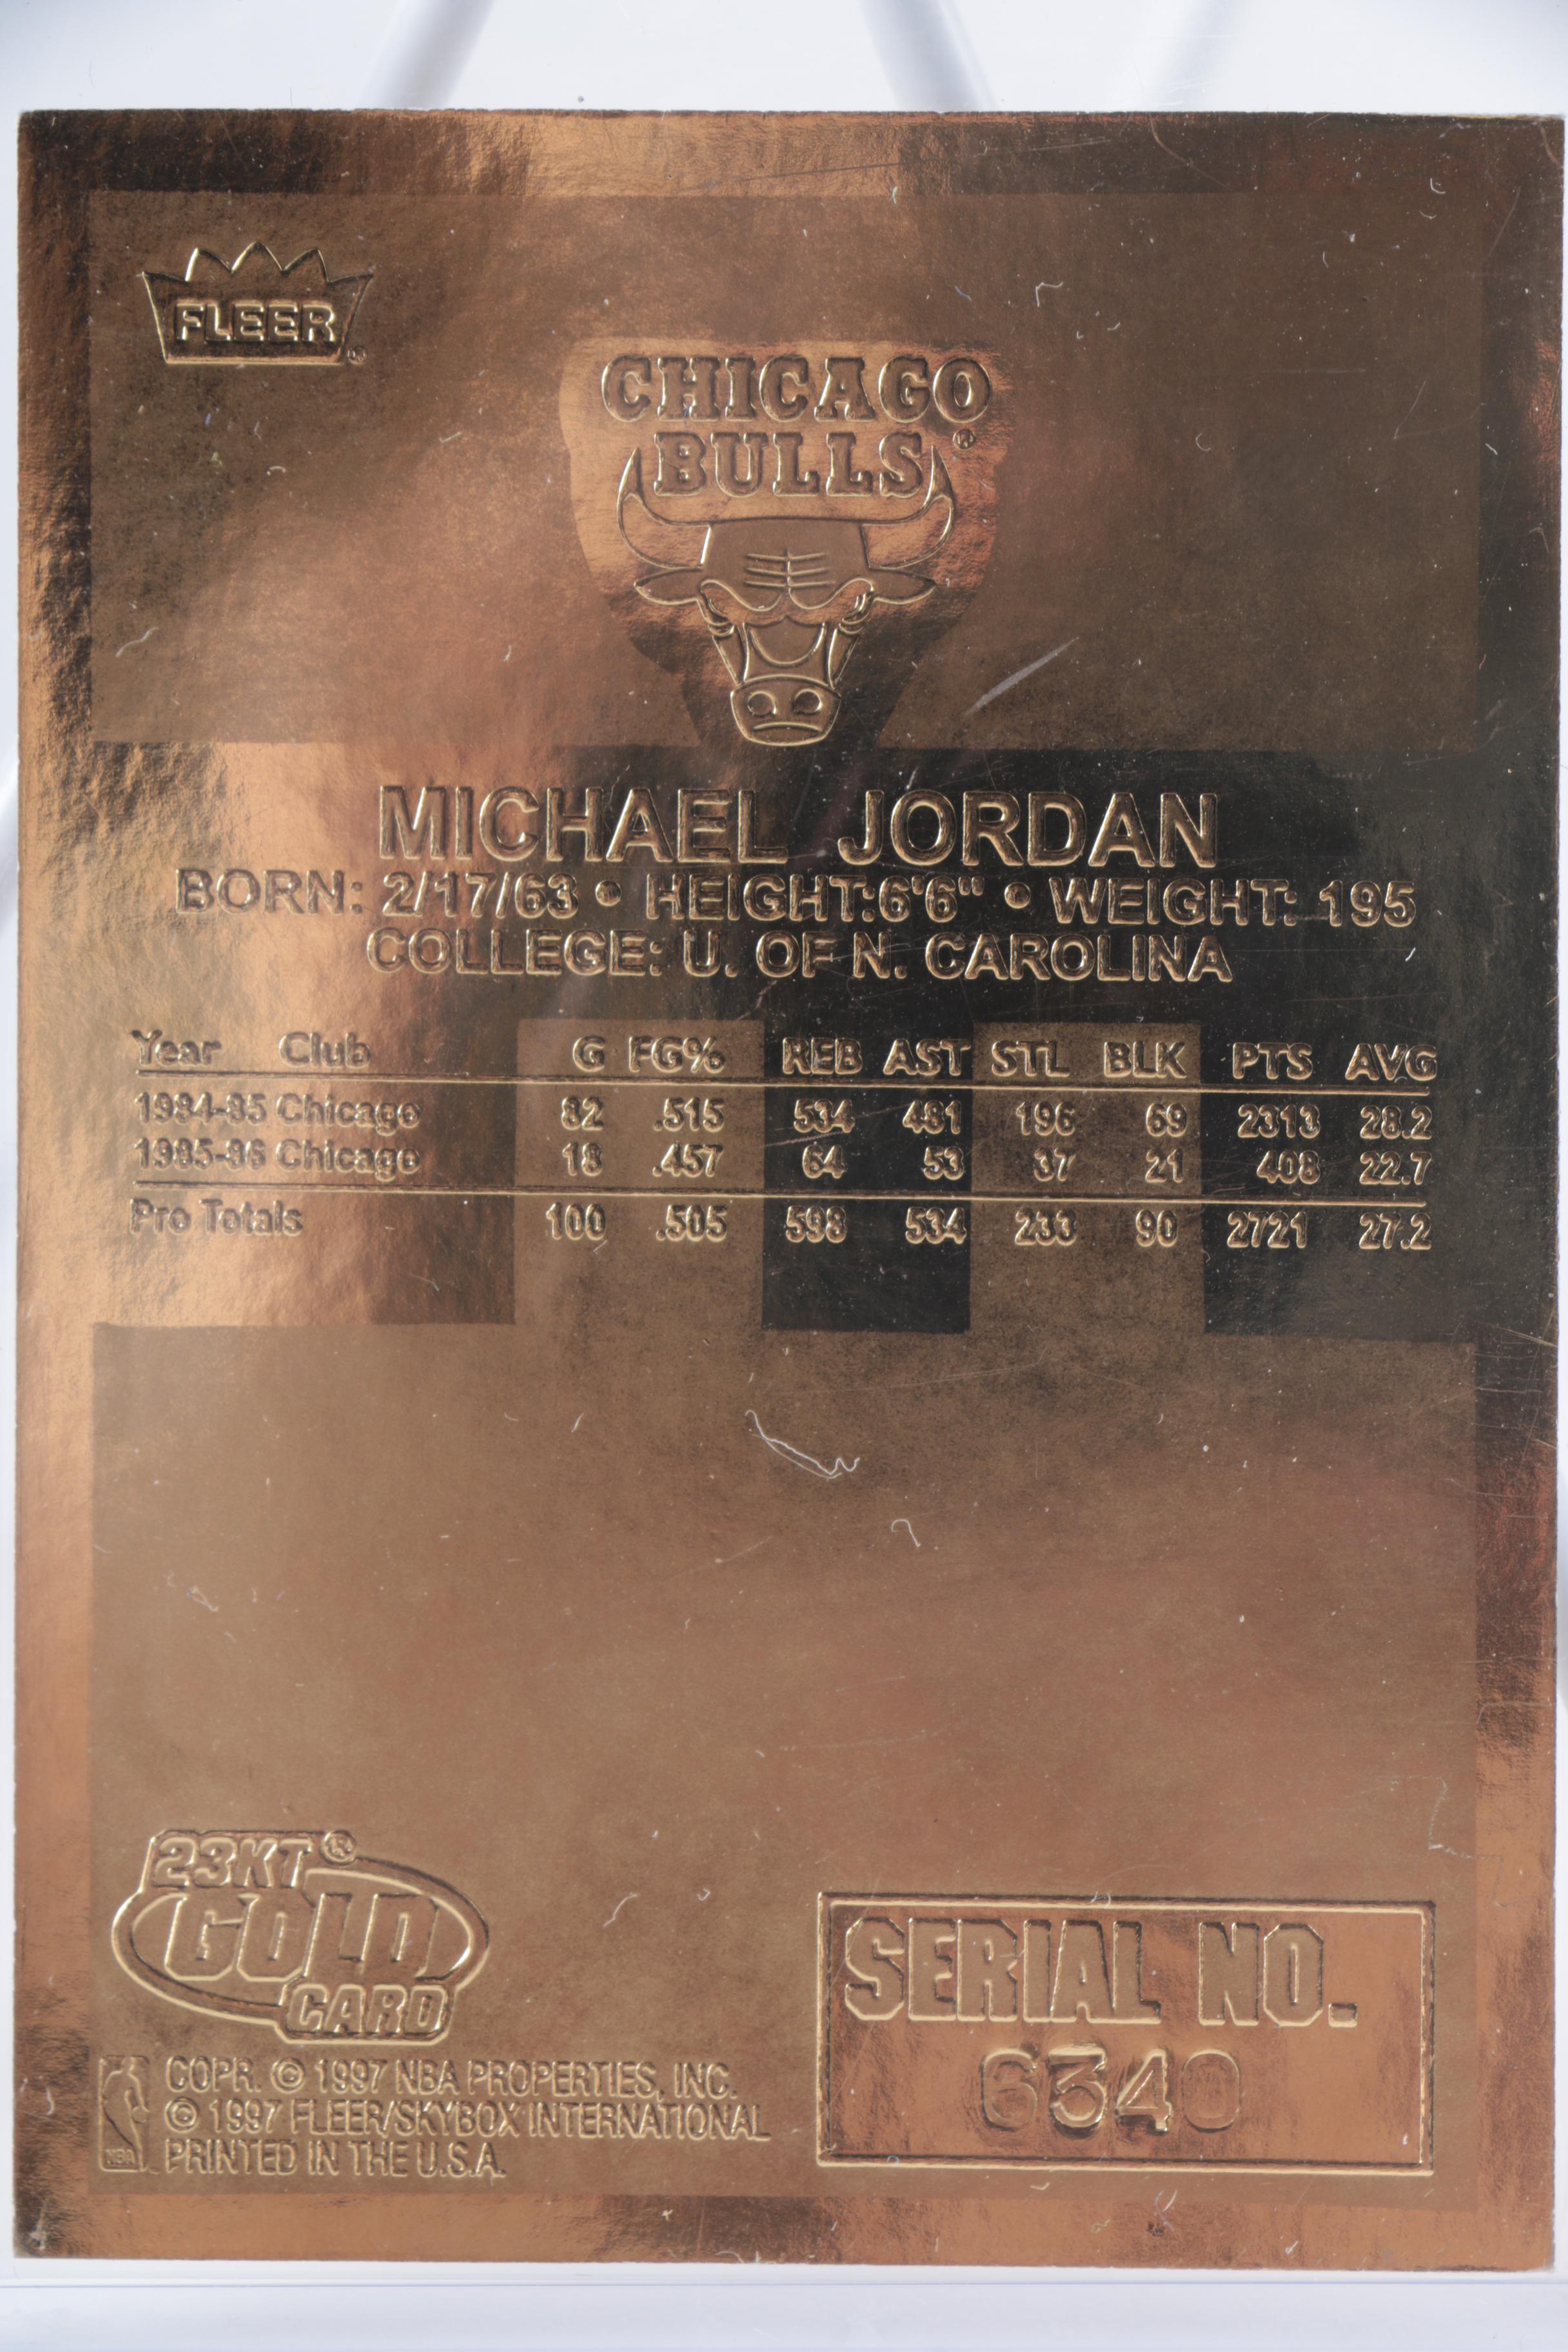 FLEER®
CHICAGO
BULLS®
MICHAEL JORDAN
BORN: 2/17/63 • HEIGHT:6'6" • WEIGHT: 195
COLLEGE: U. OF N. CAROLINA
Year Club G FG% REB AST STL BLK PTS AVG
1984-85 Chicago 82 .515 534 481 196 69 2313 28.2
1985-86 Chicago 18 .457 64 53 37 21 408 22.7
Pro Totals 100 .505 598 534 233 90 2721 27.2
23KT®
GOLD
CARD
SERIAL NO.
6340
COPR. © 1997 NBA PROPERTIES, INC.
© 1997 FLEER/SKYBOX INTERNATIONAL
PRINTED IN THE U.S.A.
NBA